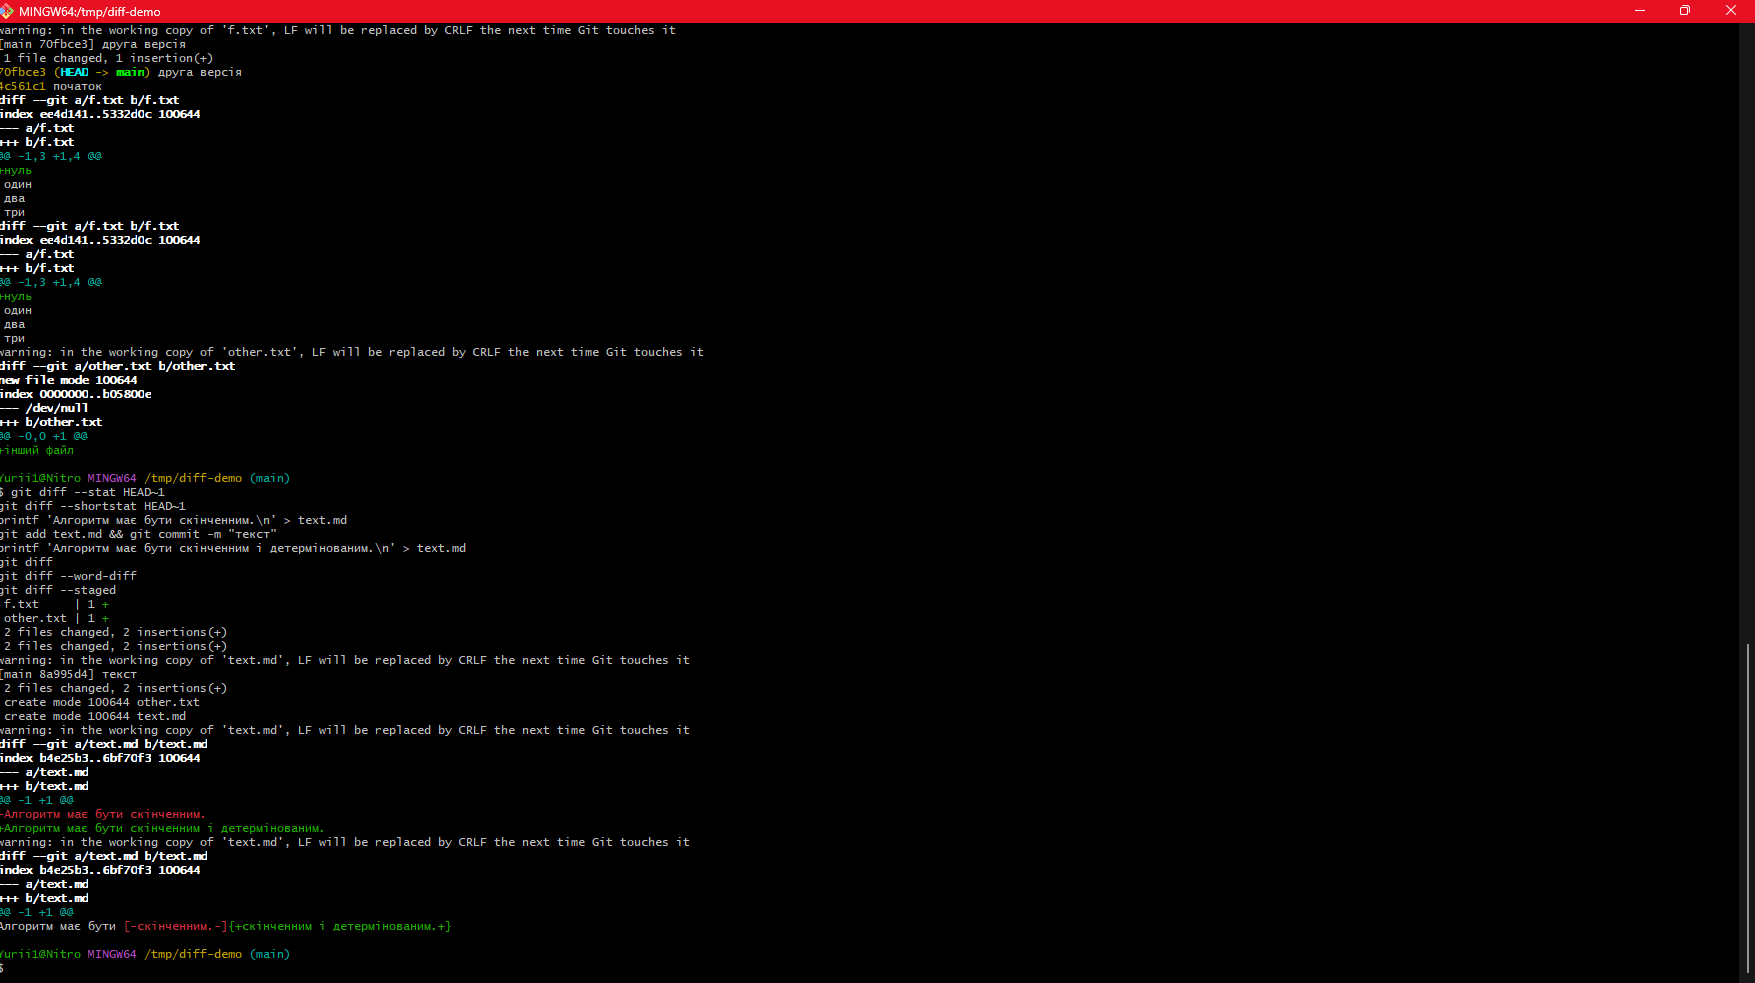 MINGW64:/tmp/diff-demo
warning: in the working copy of 'f.txt', LF will be replaced by CRLF the next time Git touches it
[main 70fbce3] друга версія
1 file changed, 1 insertion(+)
70fbce3 (HEAD -> main) друга версія
4c561c1 початок
diff --git a/f.txt b/f.txt
index ee4d141..5332d0c 100644
--- a/f.txt
+++ b/f.txt
@@ -1,3 +1,4 @@
+нуль
один
два
три
diff --git a/f.txt b/f.txt
index ee4d141..5332d0c 100644
--- a/f.txt
+++ b/f.txt
@@ -1,3 +1,4 @@
+нуль
один
два
три
warning: in the working copy of 'other.txt', LF will be replaced by CRLF the next time Git touches it
diff --git a/other.txt b/other.txt
new file mode 100644
index 0000000..b05800e
--- /dev/null
+++ b/other.txt
@@ -0,0 +1 @@
+інший файл
Yurii1@Nitro MINGW64 /tmp/diff-demo (main)
$ git diff --stat HEAD~1
git diff --shortstat HEAD~1
printf 'Алгоритм має бути скінченним.\n' > text.md
git add text.md && git commit -m "текст"
printf 'Алгоритм має бути скінченним і детермінованим.\n' > text.md
git diff
git diff --word-diff
git diff --staged
f.txt     | 1 +
other.txt | 1 +
2 files changed, 2 insertions(+)
2 files changed, 2 insertions(+)
warning: in the working copy of 'text.md', LF will be replaced by CRLF the next time Git touches it
[main 8a995d4] текст
2 files changed, 2 insertions(+)
create mode 100644 other.txt
create mode 100644 text.md
warning: in the working copy of 'text.md', LF will be replaced by CRLF the next time Git touches it
diff --git a/text.md b/text.md
index b4e25b3..6bf70f3 100644
--- a/text.md
+++ b/text.md
@@ -1 +1 @@
-Алгоритм має бути скінченним.
+Алгоритм має бути скінченним і детермінованим.
warning: in the working copy of 'text.md', LF will be replaced by CRLF the next time Git touches it
diff --git a/text.md b/text.md
index b4e25b3..6bf70f3 100644
--- a/text.md
+++ b/text.md
@@ -1 +1 @@
Алгоритм має бути [-скінченним.-]{+скінченним і детермінованим.+}
Yurii1@Nitro MINGW64 /tmp/diff-demo (main)
$